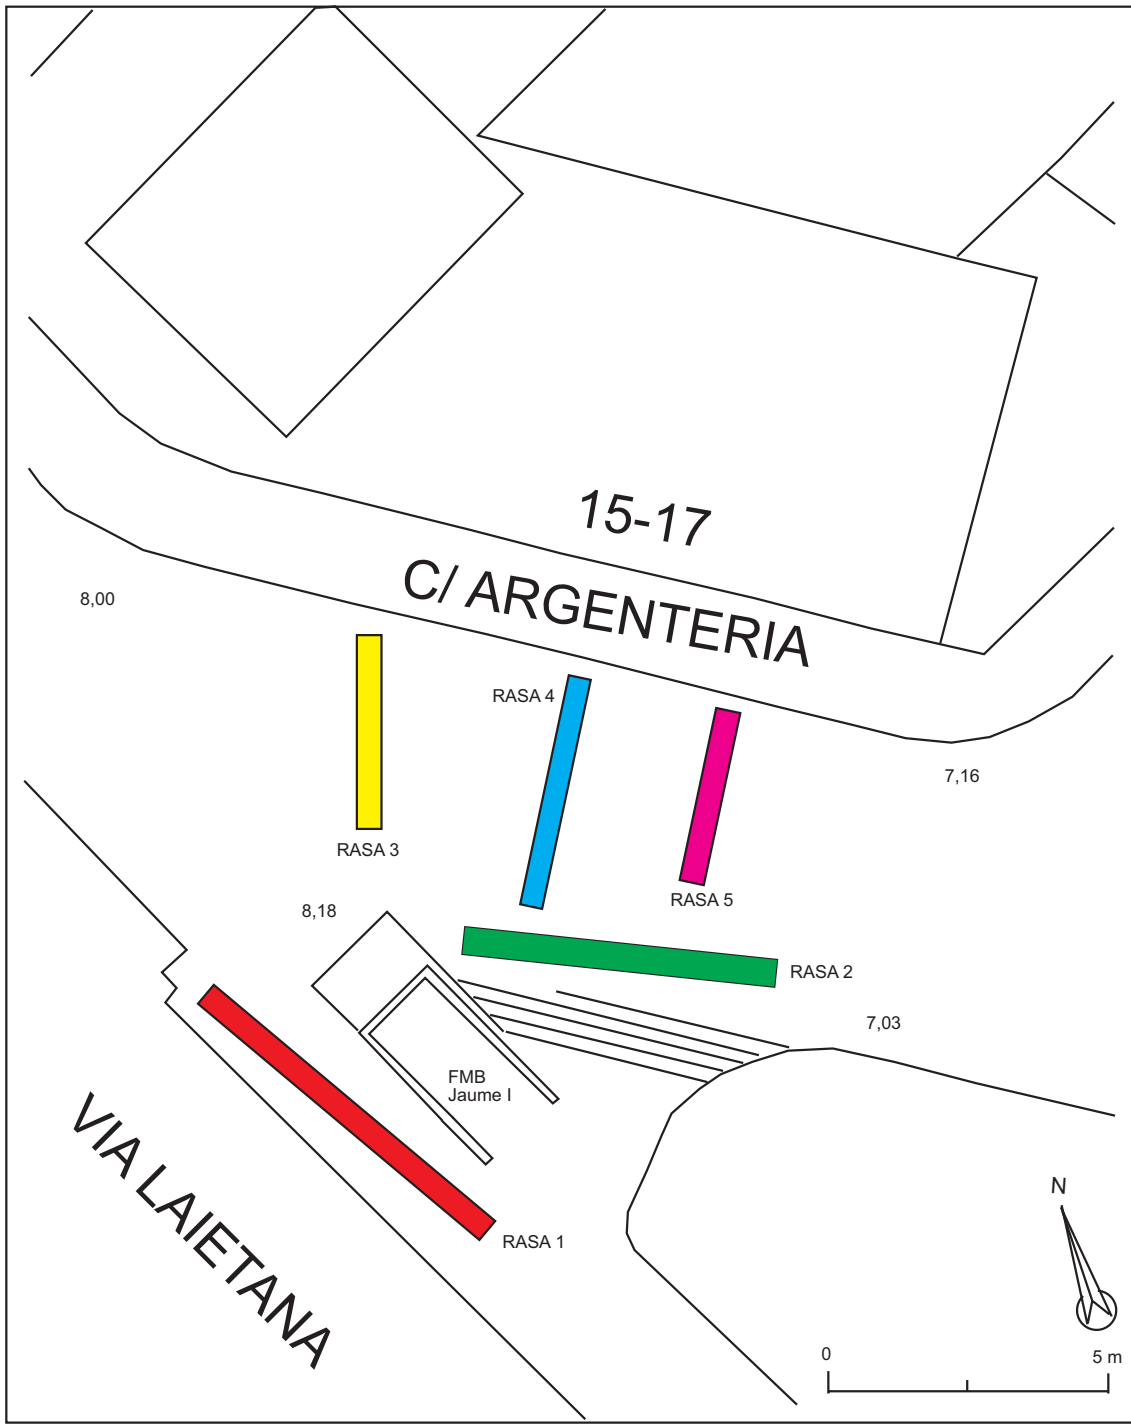 15-17
C/ ARGENTERIA
8,00
RASA 4
7,16
RASA 3
RASA 5
8,18
RASA 2
7,03
FMB
Jaume I
VIA LAIETANA
N
RASA 1
0
5 m